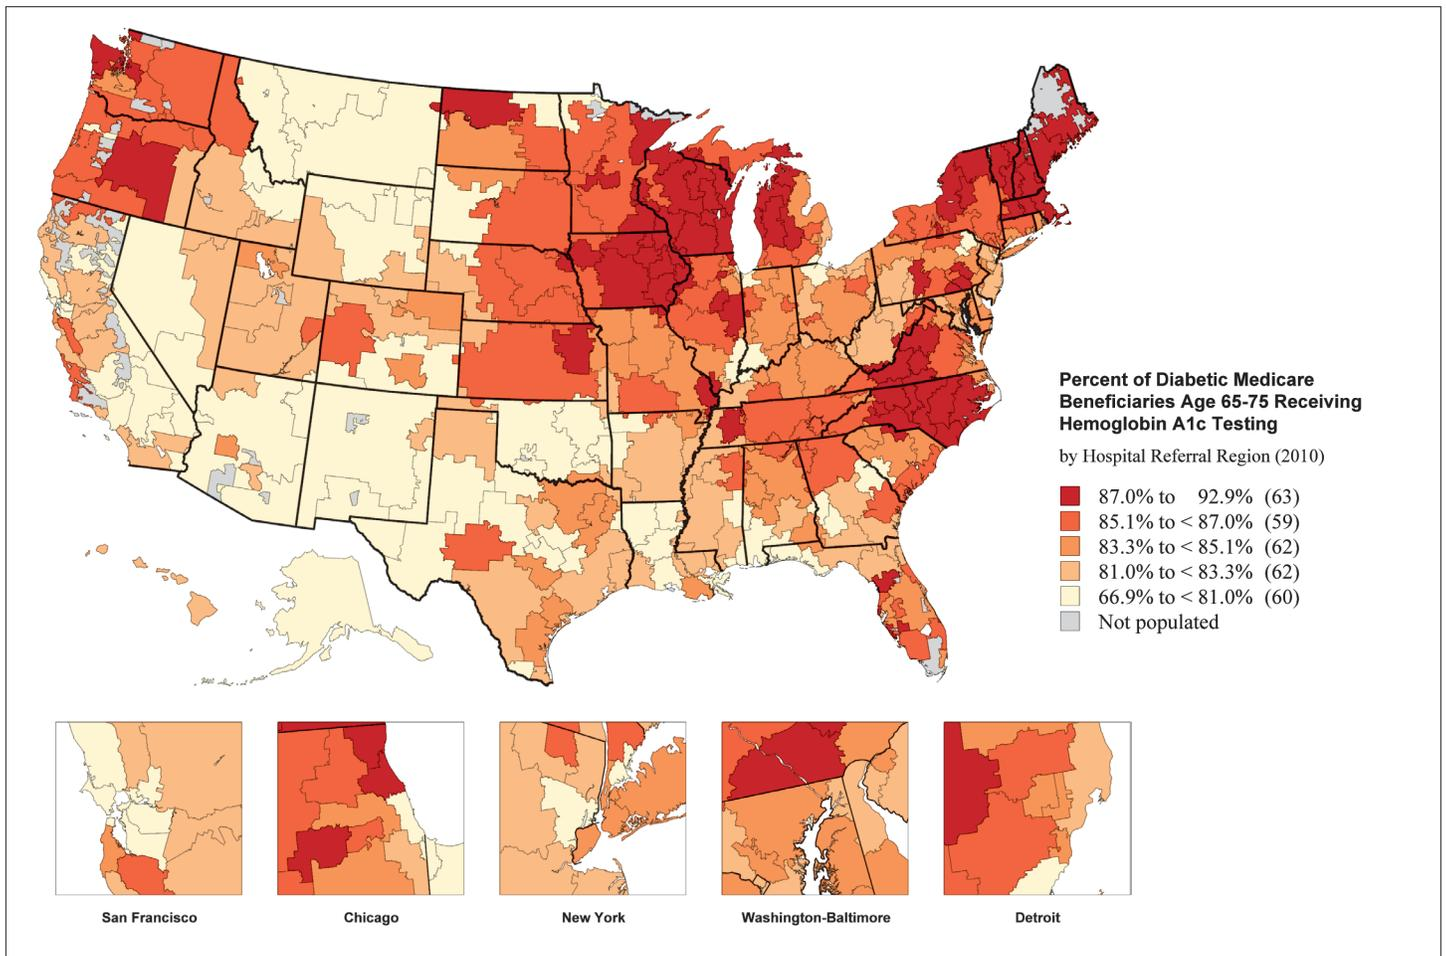 Percent of Diabetic Medicare
Beneficiaries Age 65-75 Receiving
Hemoglobin A1c Testing
by Hospital Referral Region (2010)
87.0% to 92.9% (63)
85.1% to < 87.0% (59)
83.3% to < 85.1% (62)
81.0% to < 83.3% (62)
66.9% to < 81.0% (60)
Not populated
San Francisco
Chicago
New York
Washington-Baltimore
Detroit